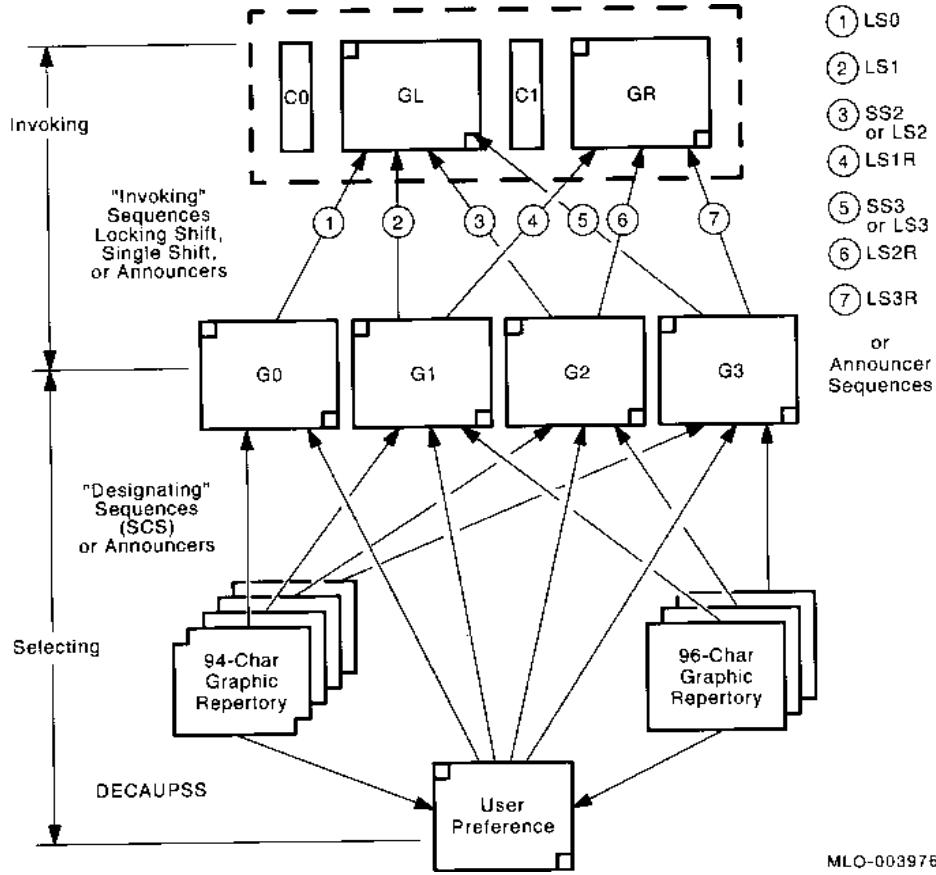 C0
GL
C1
GR
1 LS0
2 LS1
3 SS2
or LS2
4 LS1R
5 SS3
or LS3
6 LS2R
7 LS3R
or
Announcer
Sequences
Invoking
"Invoking"
Sequences
Locking Shift,
Single Shift,
or Announcers
1
2
3
4
5
6
7
G0
G1
G2
G3
"Designating"
Sequences
(SCS)
or Announcers
Selecting
94-Char
Graphic
Repertory
96-Char
Graphic
Repertory
DECAUPSS
User
Preference
MLO-003976